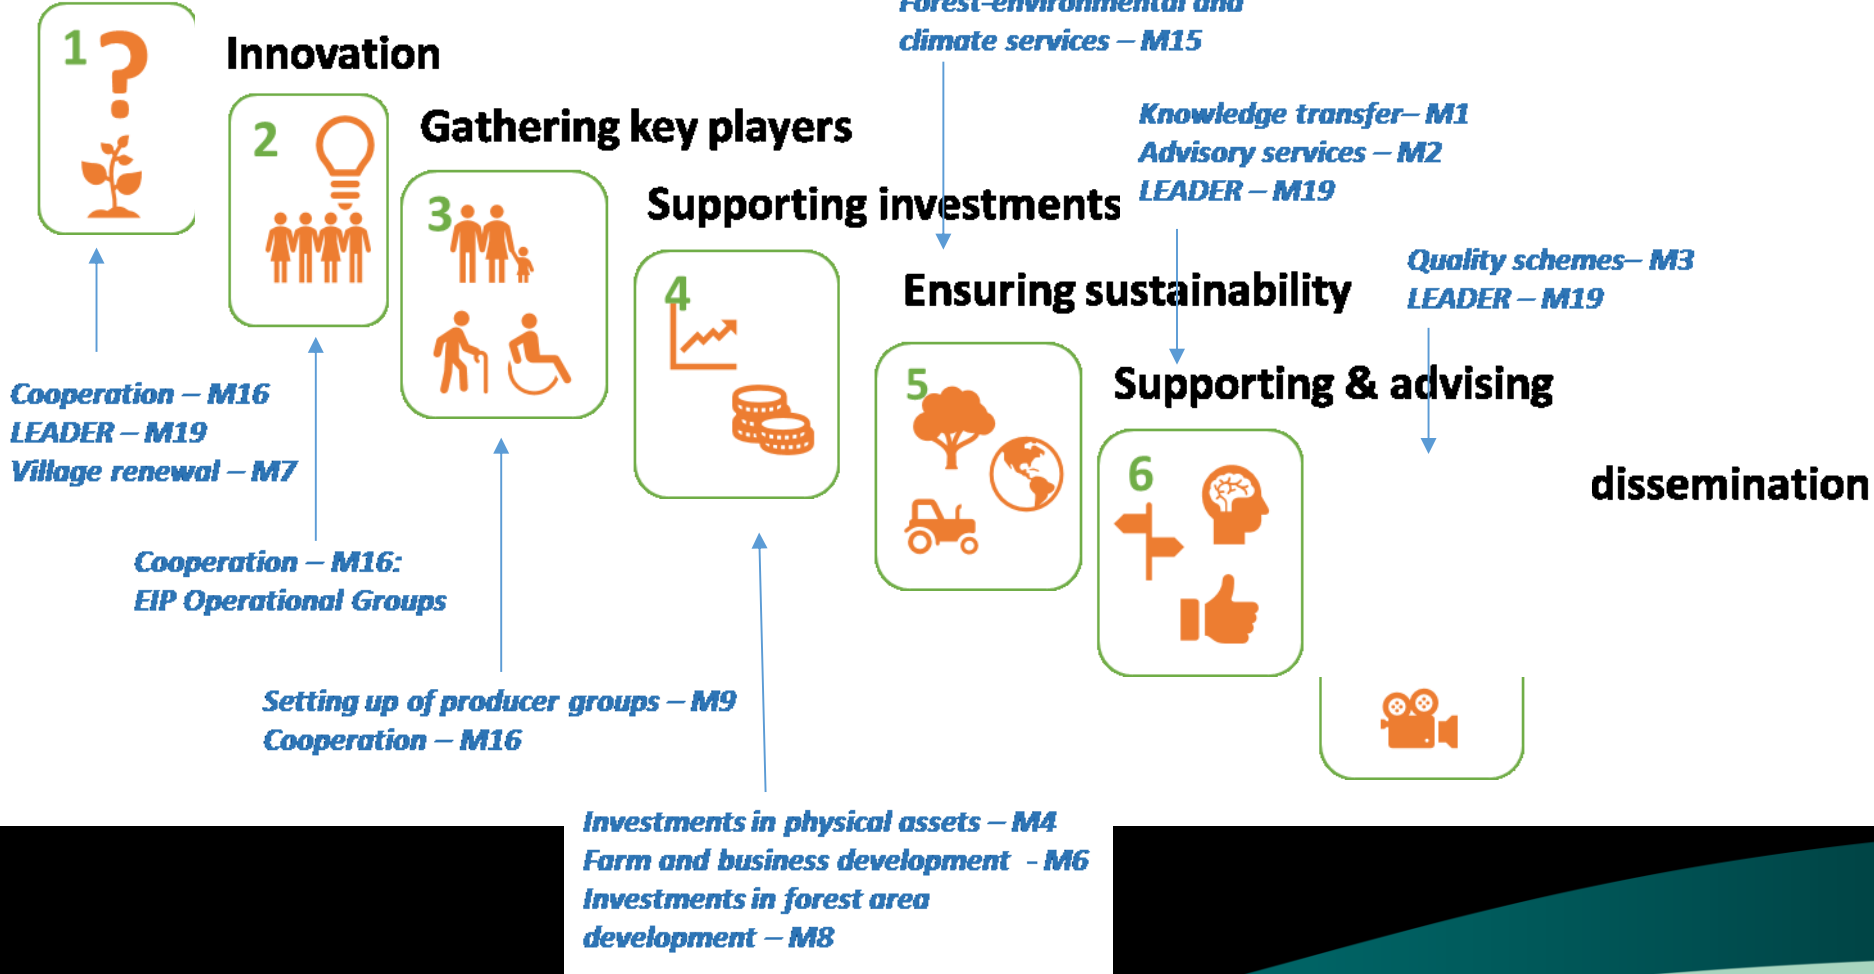 Forest-environmental and
climate services – M15
1
Innovation
2
Gathering key players
Knowledge transfer– M1
Advisory services – M2
LEADER – M19
3
Supporting investments
4
Ensuring sustainability
Quality schemes– M3
LEADER – M19
5
Supporting & advising
6
dissemination
Cooperation – M16
LEADER – M19
Village renewal – M7
Cooperation – M16:
EIP Operational Groups
Setting up of producer groups – M9
Cooperation – M16
Investments in physical assets – M4
Farm and business development - M6
Investments in forest area
development – M8